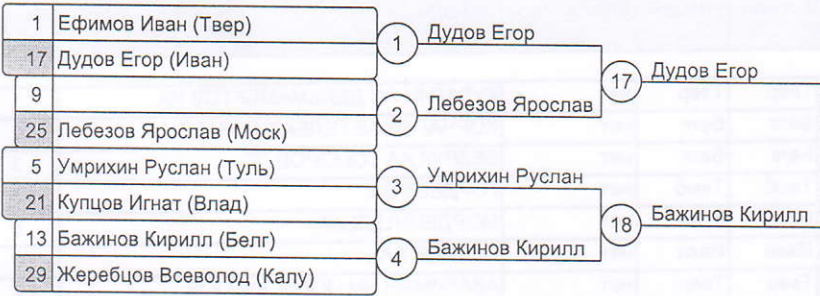 1 Ефимов Иван (Твер)
17 Дудов Егор (Иван)
9
25 Лебезов Ярослав (Моск)
5 Умрихин Руслан (Туль)
21 Купцов Игнат (Влад)
13 Бажинов Кирилл (Белг)
29 Жеребцов Всеволод (Калу)
1 Дудов Егор
2 Лебезов Ярослав
3 Умрихин Руслан
4 Бажинов Кирилл
17 Дудов Егор
18 Бажинов Кирилл